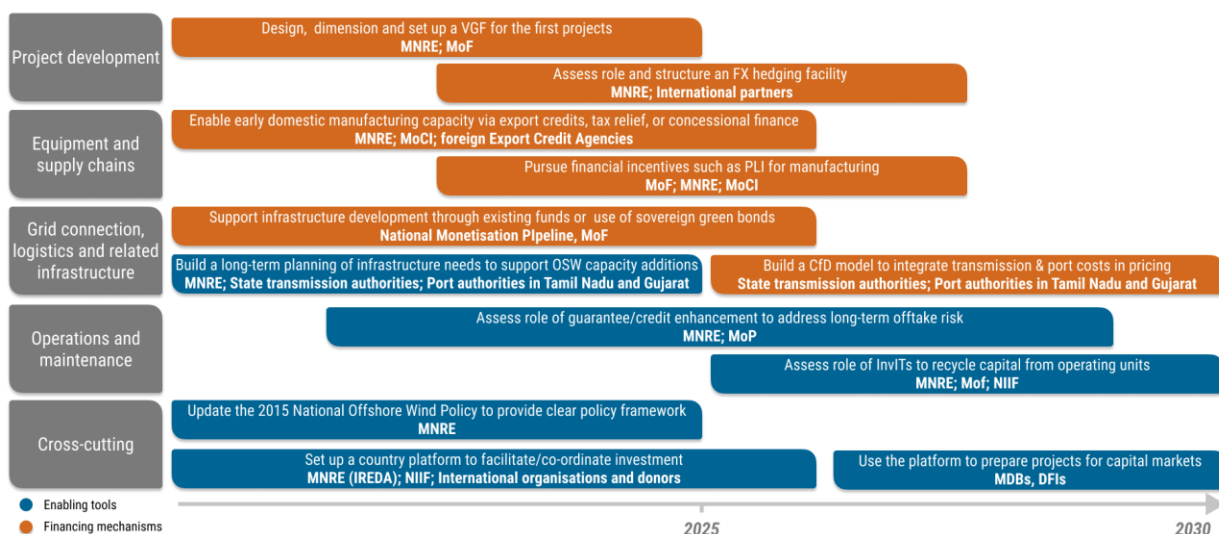 Project development
Design, dimension and set up a VGF for the first projects
MNRE; MoF
Assess role and structure an FX hedging facility
MNRE; International partners
Equipment and
supply chains
Enable early domestic manufacturing capacity via export credits, tax relief, or concessional finance
MNRE; MoCI; foreign Export Credit Agencies
Pursue financial incentives such as PLI for manufacturing
MoF; MNRE; MoCI
Grid connection,
logistics and related
infrastructure
Support infrastructure development through existing funds or use of sovereign green bonds
National Monetisation PIpeline, MoF
Build a long-term planning of infrastructure needs to support OSW capacity additions
MNRE; State transmission authorities; Port authorities in Tamil Nadu and Gujarat
Build a CfD model to integrate transmission & port costs in pricing
State transmission authorities; Port authorities in Tamil Nadu and Gujarat
Operations and
maintenance
Assess role of guarantee/credit enhancement to address long-term offtake risk
MNRE; MoP
Assess role of InvITs to recycle capital from operating units
MNRE; Mof; NIIF
Cross-cutting
Update the 2015 National Offshore Wind Policy to provide clear policy framework
MNRE
Set up a country platform to facilitate/co-ordinate investment
MNRE (IREDA); NIIF; International organisations and donors
Use the platform to prepare projects for capital markets
MDBs, DFIs
Enabling tools
Financing mechanisms
2025
2030